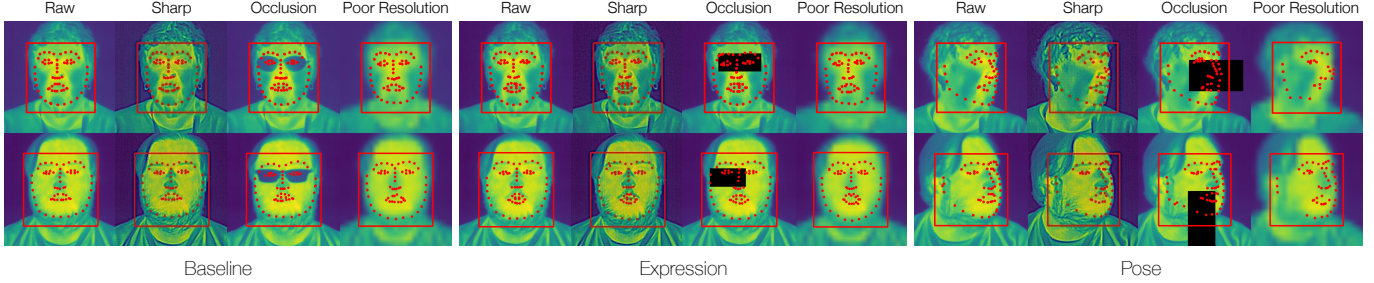 Raw Sharp Occlusion Poor Resolution Raw Sharp Occlusion Poor Resolution Raw Sharp Occlusion Poor Resolution
Baseline Expression Pose